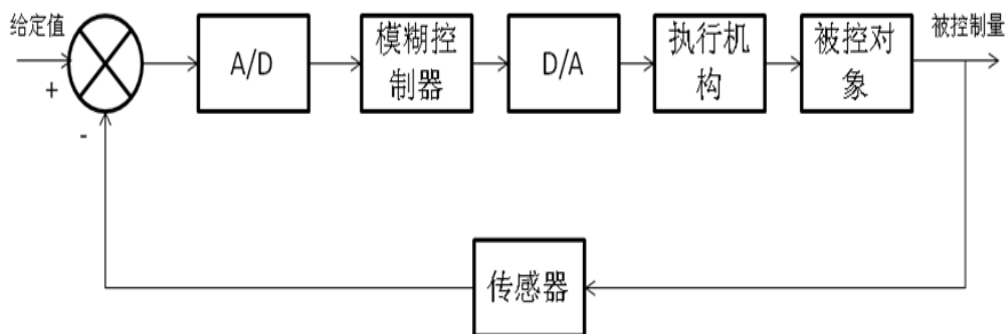 给定值
+
-
A/D
模糊控
制器
D/A
执行机
构
被控对
象
被控制量
传感器